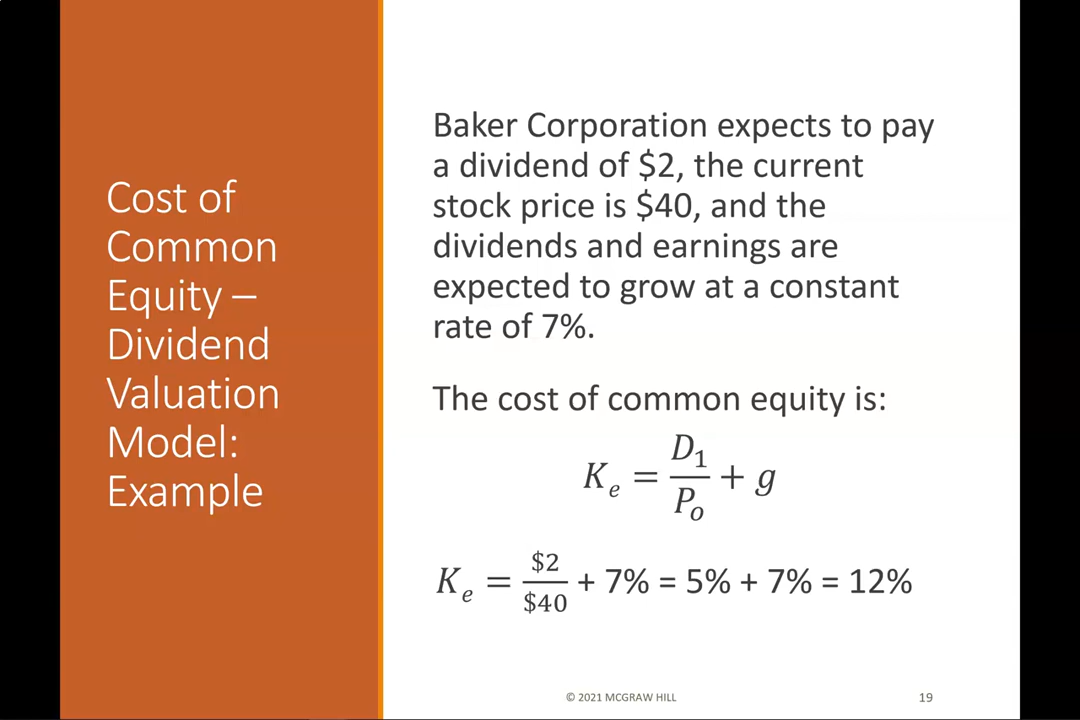 Cost of
Common
Equity –
Dividend
Valuation
Model:
Example
Baker Corporation expects to pay
a dividend of $2, the current
stock price is $40, and the
dividends and earnings are
expected to grow at a constant
rate of 7%.
The cost of common equity is:
Kₑ = D₁/Pₒ + g
Kₑ = $2/$40 + 7% = 5% + 7% = 12%
© 2021 MCGRAW HILL
19